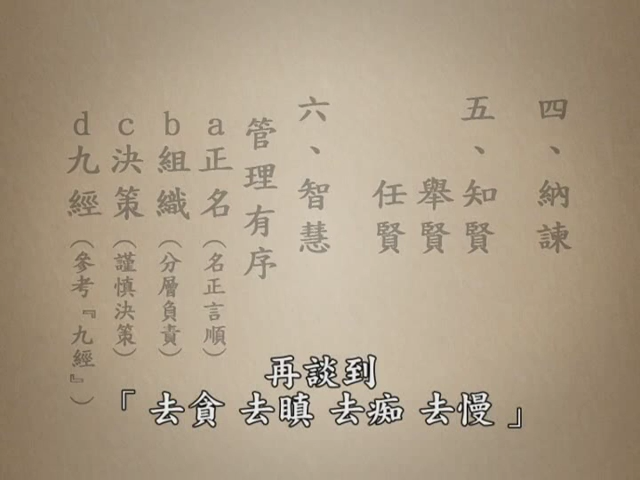 四、納諫
五、知賢
舉賢
任賢
六、智慧
管理有序
a正名（名正言順）
b組織（分層負責）
c決策（謹慎決策）
d九經（參考『九經』）
再談到
「去貪 去瞋 去痴 去慢」